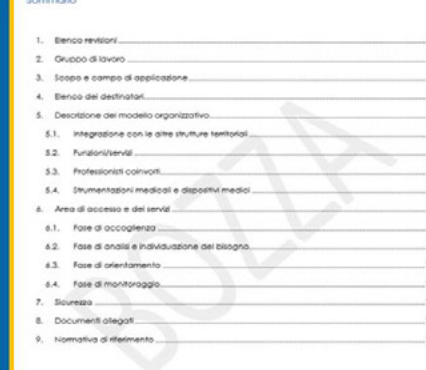 Sommario
1. Elenco revisioni
2. Gruppo di lavoro
3. Scopo e campo di applicazione
4. Elenco dei destinatari
5. Descrizione del modello organizzativo
5.1. Integrazione con le altre strutture territoriali
5.2. Funzioni/servizi
5.3. Professionisti coinvolti
5.4. Strumentazioni medicali e dispositivi medici
6. Area di accesso e dei servizi
6.1. Fase di accoglienza
6.2. Fase di analisi e individuazione del bisogno
6.3. Fase di orientamento
6.4. Fase di monitoraggio
7. Sicurezza
8. Documenti allegati
9. Normativa di riferimento
BOZZA